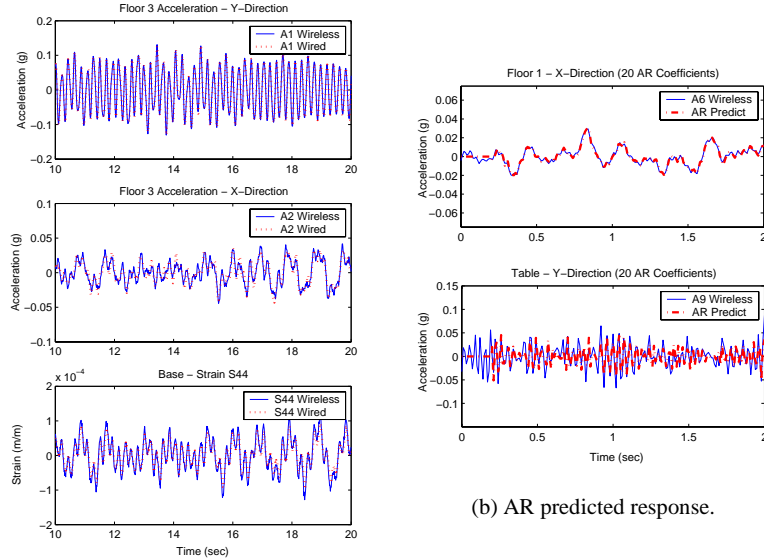 Floor 3 Acceleration – Y–Direction
0.2
0.1
0
−0.1
−0.2
Acceleration (g)
A1 Wireless
A1 Wired
10 12 14 16 18 20
Floor 3 Acceleration – X–Direction
0.1
0.05
0
−0.05
−0.1
Acceleration (g)
A2 Wireless
A2 Wired
10 12 14 16 18 20
x 10−4
Base – Strain S44
2
1
0
−1
−2
Strain (m/m)
S44 Wireless
S44 Wired
10 12 14 16 18 20
Time (sec)
Floor 1 – X–Direction (20 AR Coefficients)
0.06
0.04
0.02
0
−0.02
−0.04
−0.06
Acceleration (g)
A6 Wireless
AR Predict
0 0.5 1 1.5 2
Table – Y–Direction (20 AR Coefficients)
0.15
0.1
0.05
0
−0.05
−0.1
Acceleration (g)
A9 Wireless
AR Predict
0 0.5 1 1.5 2
Time (sec)
(b) AR predicted response.